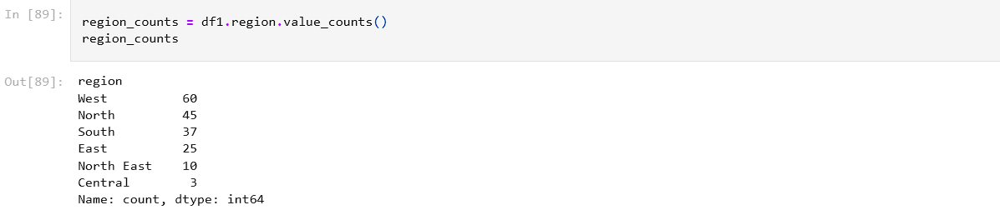 In [89]:
region_counts = df1.region.value_counts()
region_counts
Out[89]:
region
West 60
North 45
South 37
East 25
North East 10
Central 3
Name: count, dtype: int64